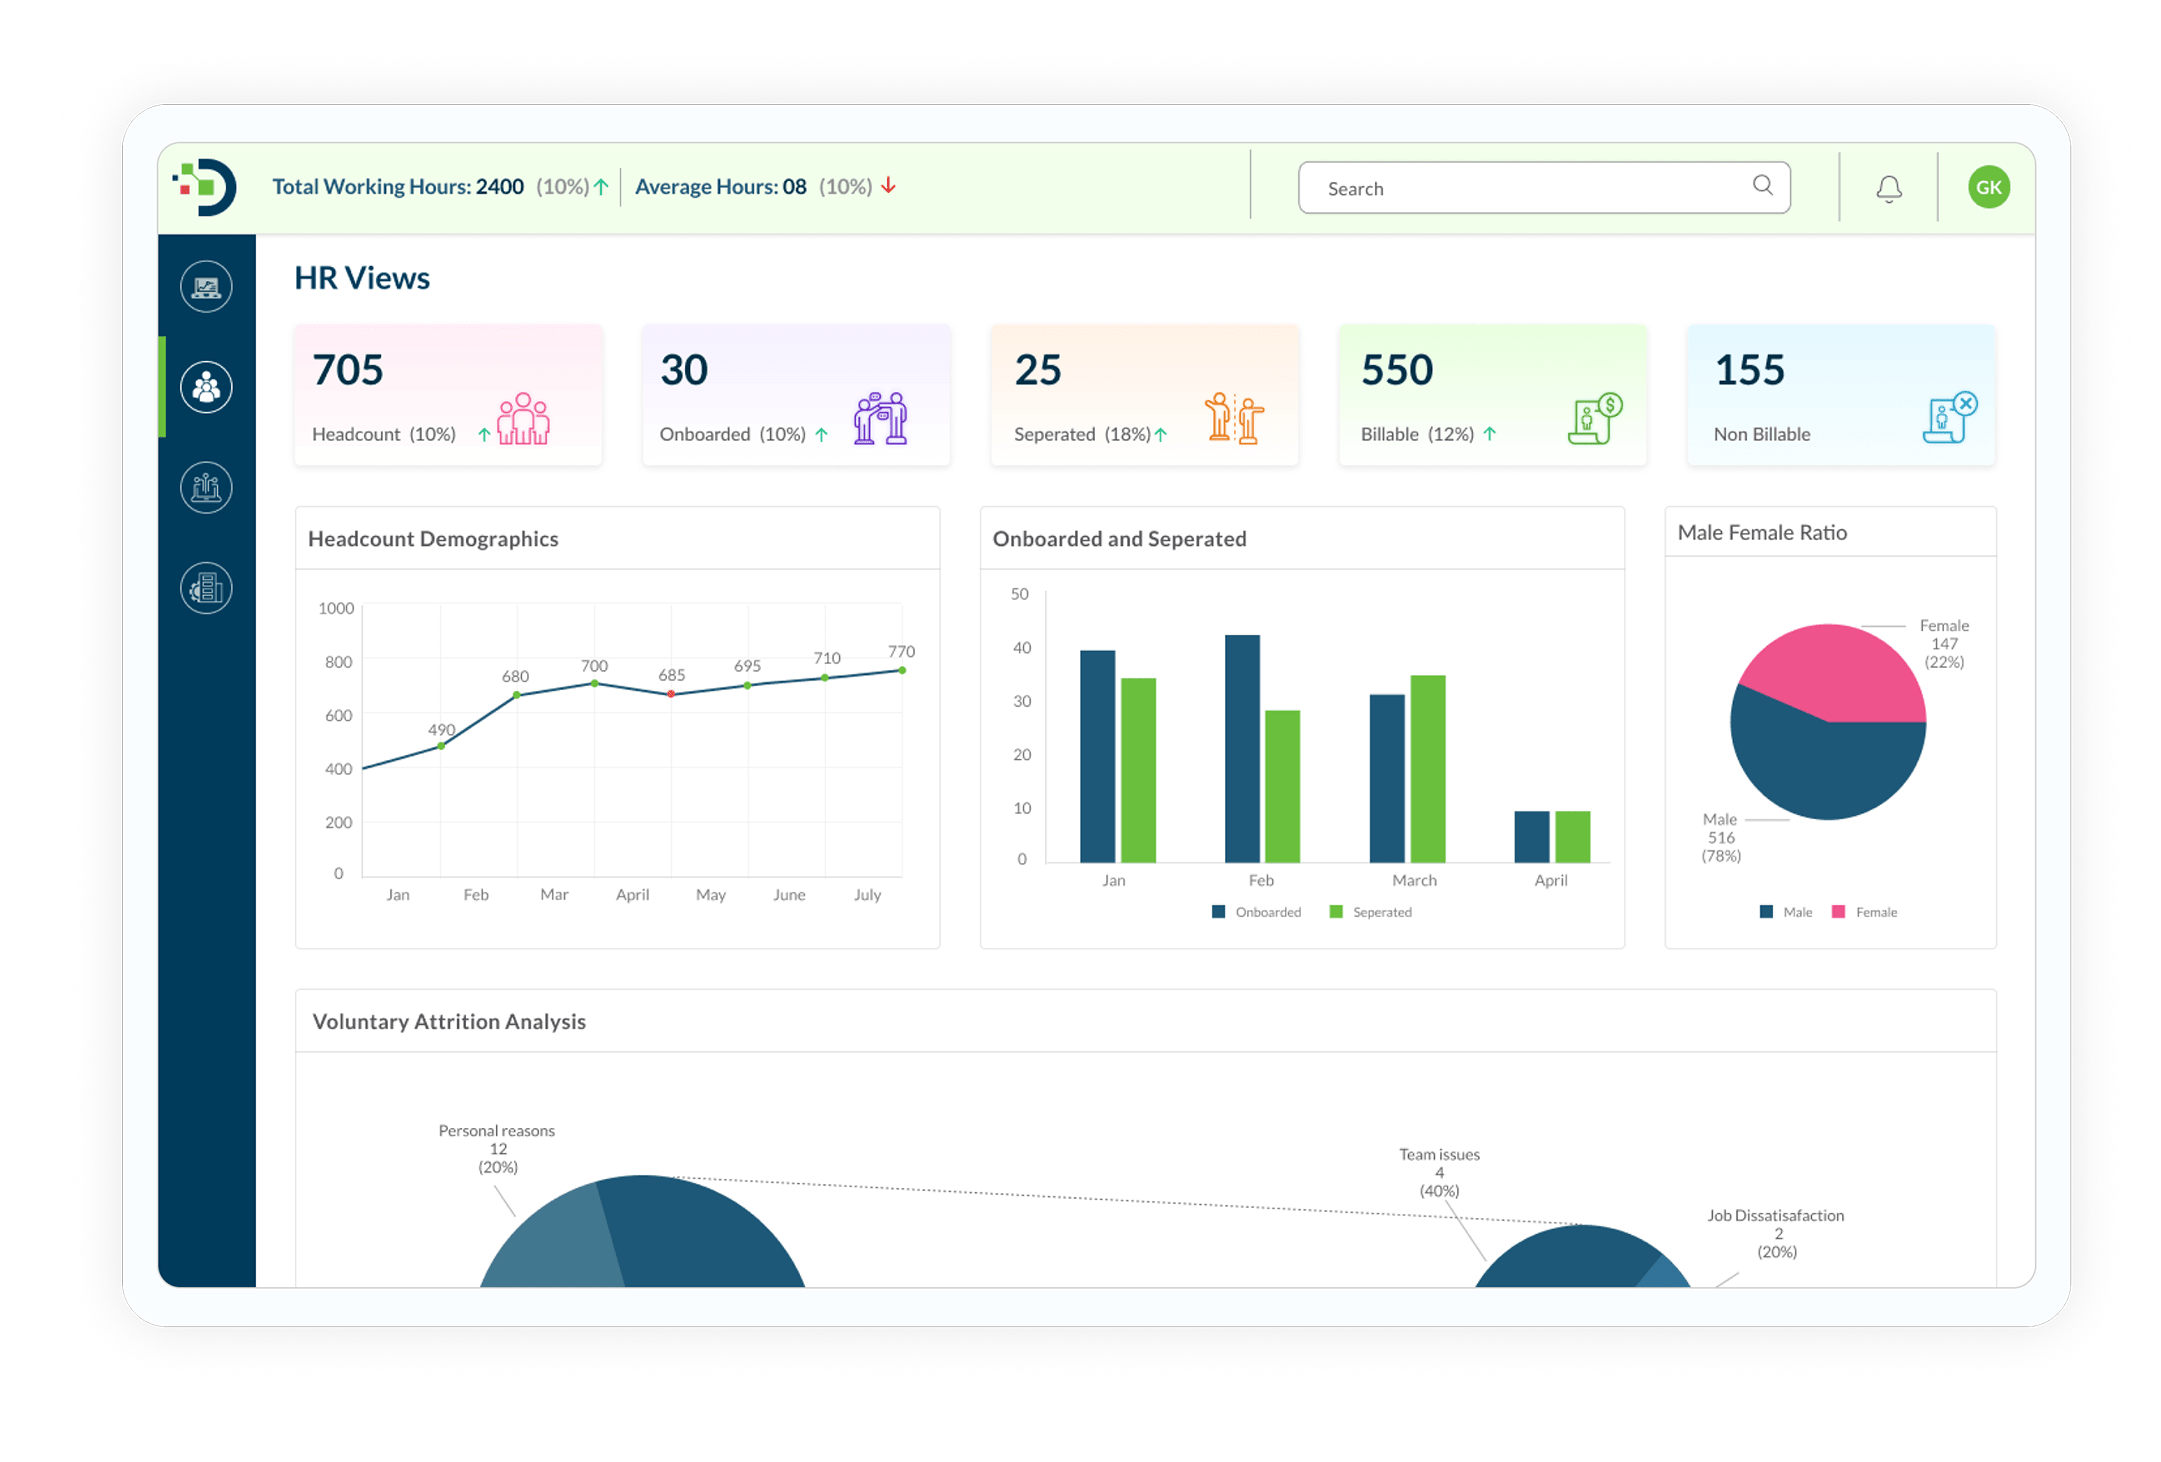 Total Working Hours: 2400 (10%)
Average Hours: 08 (10%)
Search
GK
HR Views
705
Headcount (10%)
30
Onboarded (10%)
25
Seperated (18%)
550
Billable (12%)
$
155
Non Billable
Headcount Demographics
1000
800
600
400
200
0
490
680
700
685
695
710
770
Jan
Feb
Mar
April
May
June
July
Onboarded and Seperated
50
40
30
20
10
0
Jan
Feb
March
April
Onboarded
Seperated
Male Female Ratio
Female
147
(22%)
Male
516
(78%)
Male
Female
Voluntary Attrition Analysis
Personal reasons
12
(20%)
Team issues
4
(40%)
Job Dissatisafaction
2
(20%)